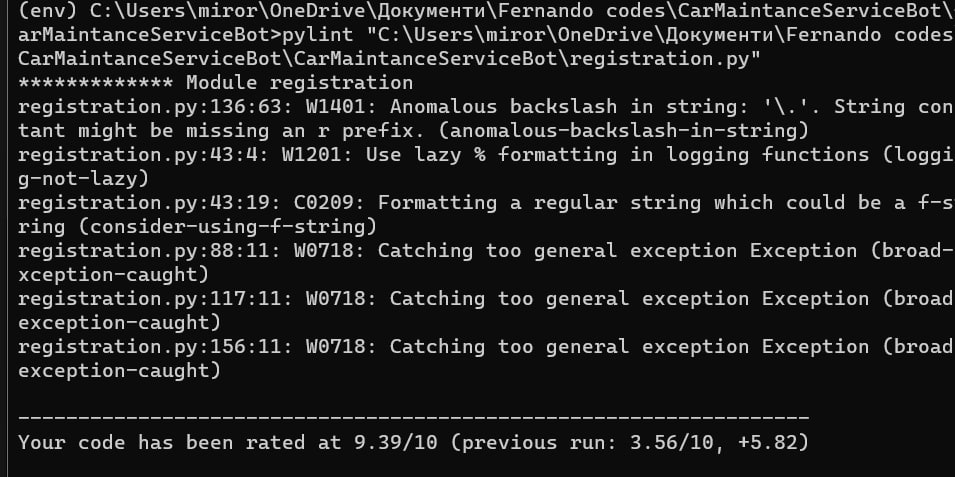 (env) C:\Users\miror\OneDrive\Документи\Fernando codes\CarMaintanceServiceBot\
arMaintanceServiceBot>pylint "C:\Users\miror\OneDrive\Документи\Fernando codes
CarMaintanceServiceBot\CarMaintanceServiceBot\registration.py"
************* Module registration
registration.py:136:63: W1401: Anomalous backslash in string: '\.'. String con
tant might be missing an r prefix. (anomalous-backslash-in-string)
registration.py:43:4: W1201: Use lazy % formatting in logging functions (loggi
g-not-lazy)
registration.py:43:19: C0209: Formatting a regular string which could be a f-s
ring (consider-using-f-string)
registration.py:88:11: W0718: Catching too general exception Exception (broad-
xception-caught)
registration.py:117:11: W0718: Catching too general exception Exception (broad
exception-caught)
registration.py:156:11: W0718: Catching too general exception Exception (broad
exception-caught)
------------------------------------------------------------------
Your code has been rated at 9.39/10 (previous run: 3.56/10, +5.82)